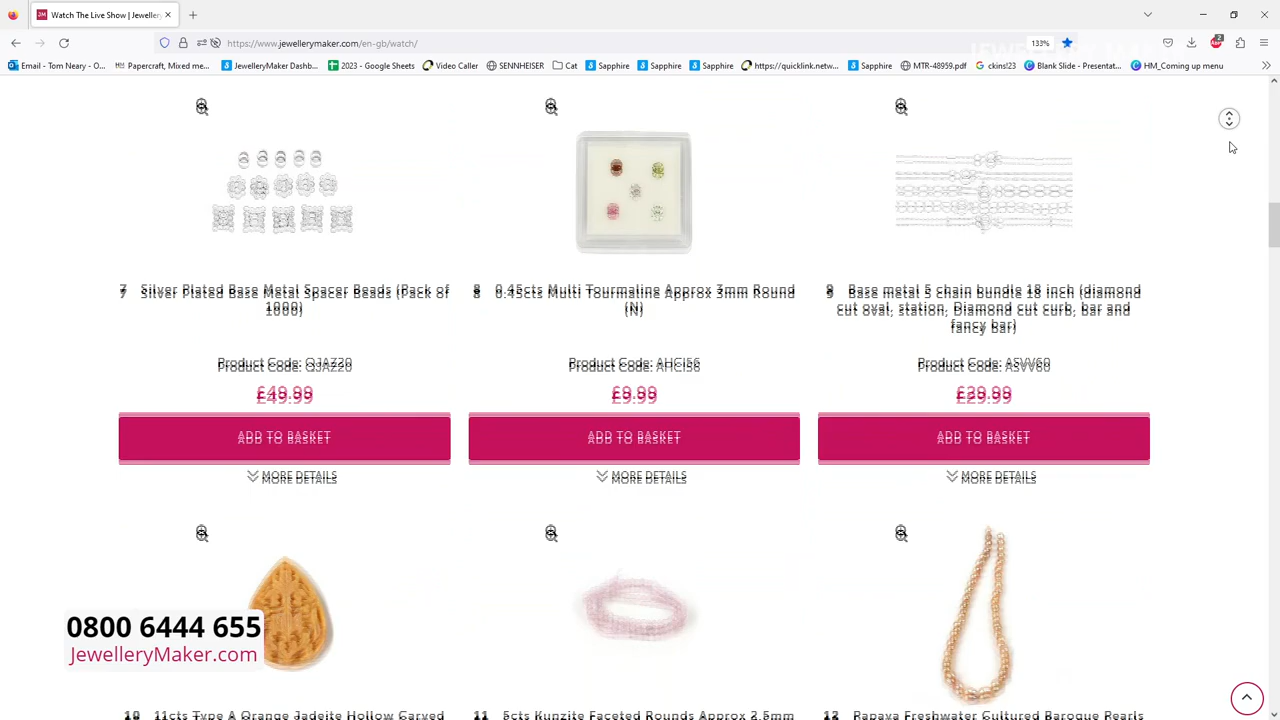 Watch The Live Show | Jeweller
https://www.jewellerymaker.com/en-gb/watch/
133%
2
Email - Tom Neary - O...
Papercraft, Mixed me...
JewelleryMaker Dashb...
2023 - Google Sheets
Video Caller
SENNHEISER
Cat
Sapphire
Sapphire
Sapphire
https://quicklink.netw...
Sapphire
MTR-48959.pdf
ckins!23
Blank Slide - Presentat...
HM_Coming up menu
7 Silver Plated Base Metal Spacer Beads (Pack of
1000)
Product Code: QJAZ20
£49.99
ADD TO BASKET
MORE DETAILS
8 0.45cts Multi Tourmaline Approx 3mm Round
(N)
Product Code: AHCI56
£9.99
ADD TO BASKET
MORE DETAILS
9 Base metal 5 chain bundle 18 inch (diamond
cut oval, station, Diamond cut curb, bar and
fancy bar)
Product Code: ASVV60
£29.99
ADD TO BASKET
MORE DETAILS
10 11cts Type A Orange Jadeite Hollow Carved
11 5cts Kunzite Faceted Rounds Approx 2.5mm
12 Papaya Freshwater Cultured Baroque Pearls
0800 6444 655
JewelleryMaker.com